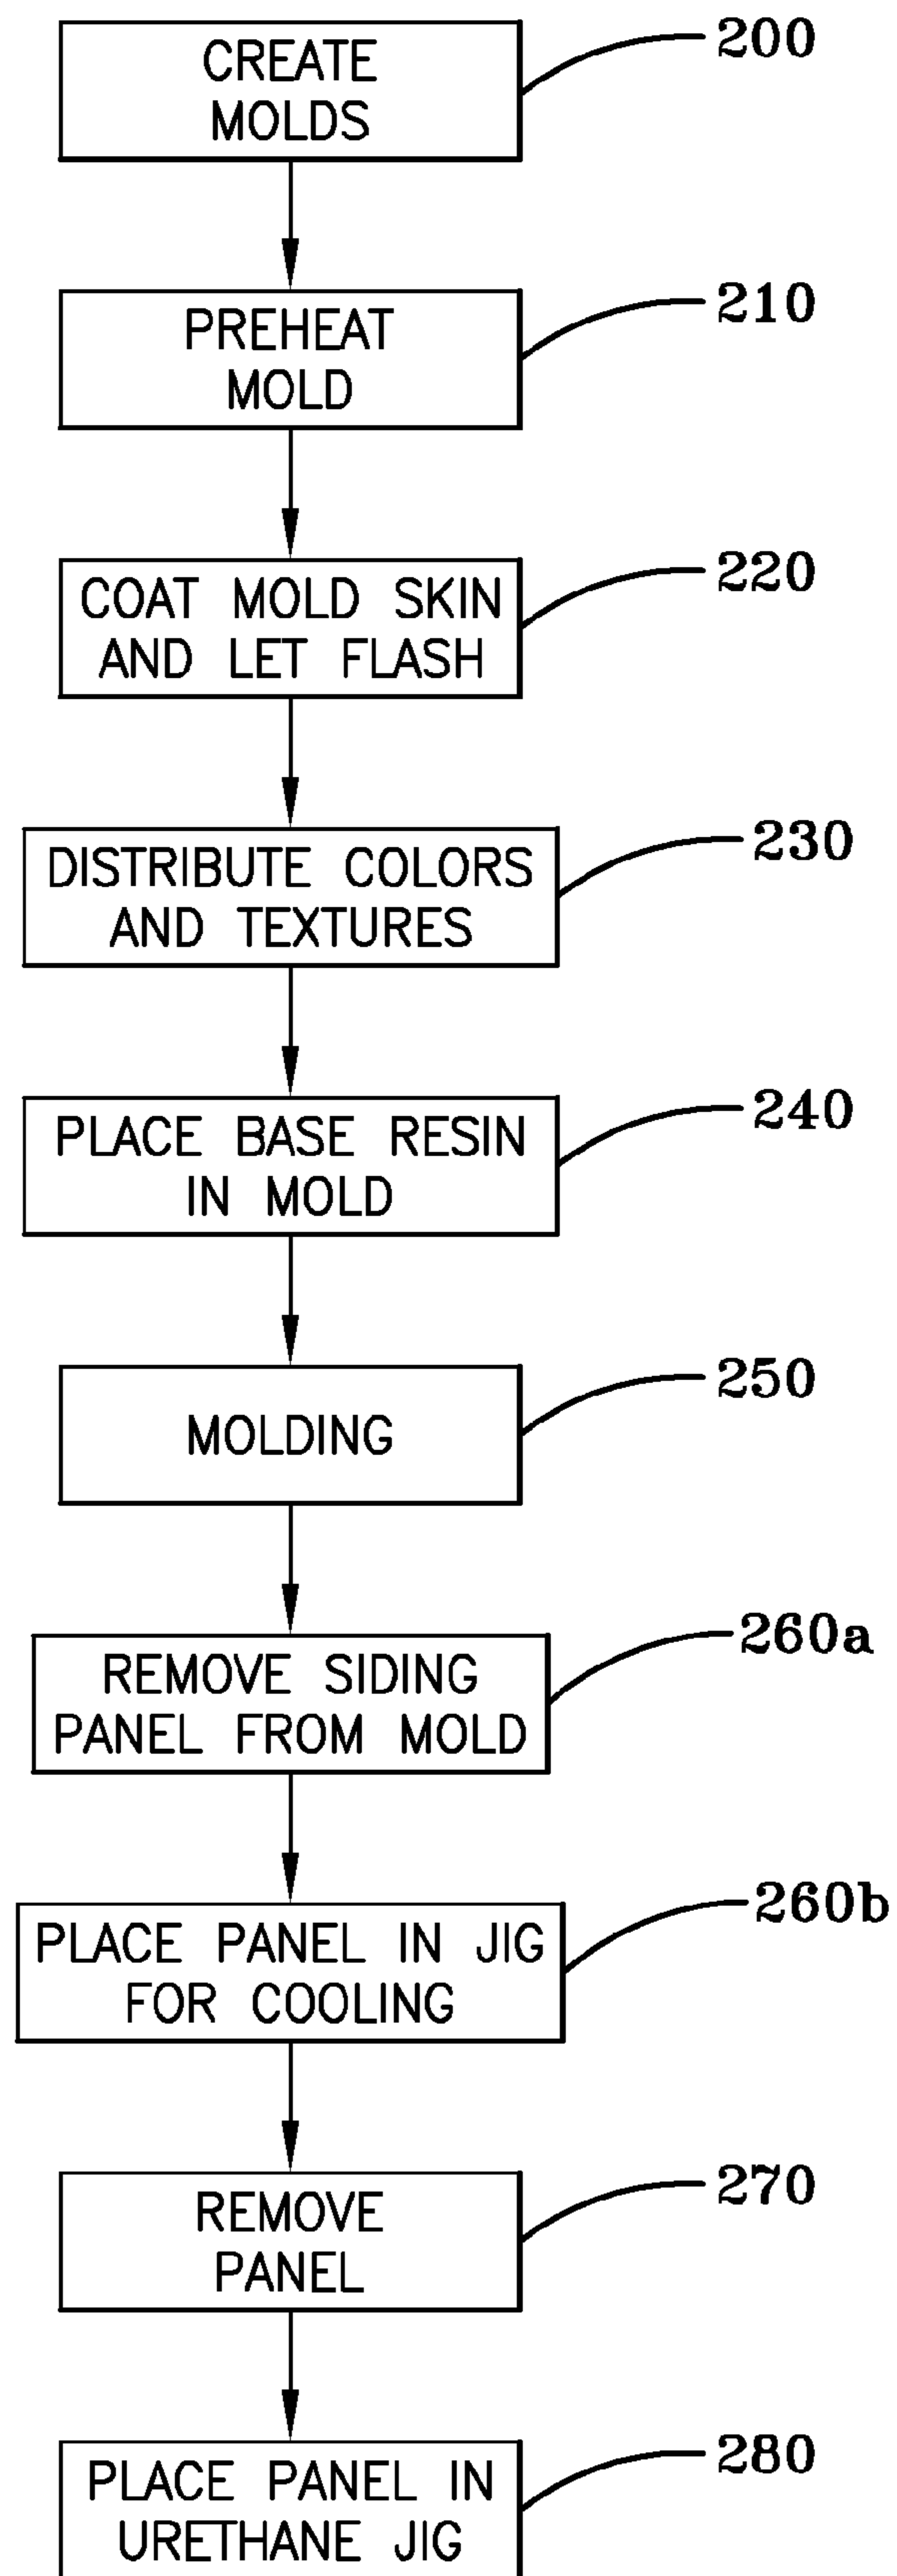 CREATE
MOLDS
200
PREHEAT
MOLD
210
COAT MOLD SKIN
AND LET FLASH
220
DISTRIBUTE COLORS
AND TEXTURES
230
PLACE BASE RESIN
IN MOLD
240
MOLDING
250
REMOVE SIDING
PANEL FROM MOLD
260a
PLACE PANEL IN JIG
FOR COOLING
260b
REMOVE
PANEL
270
PLACE PANEL IN
URETHANE JIG
280